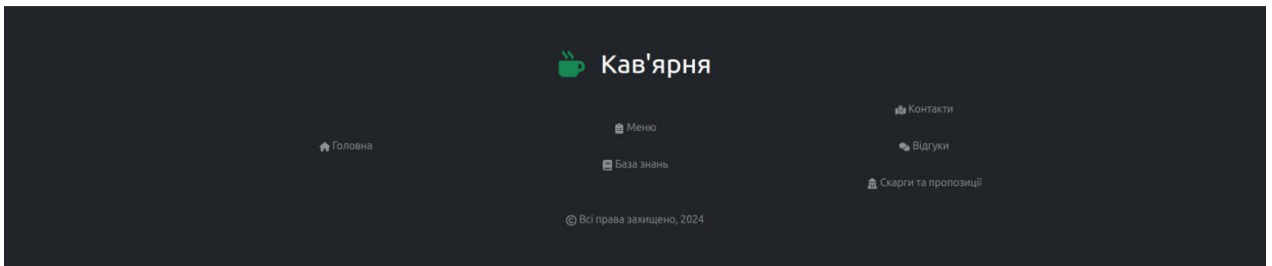 Кав'ярня
Головна
Меню
База знань
Контакти
Відгуки
Скарги та пропозиції
© Всі права захищено, 2024